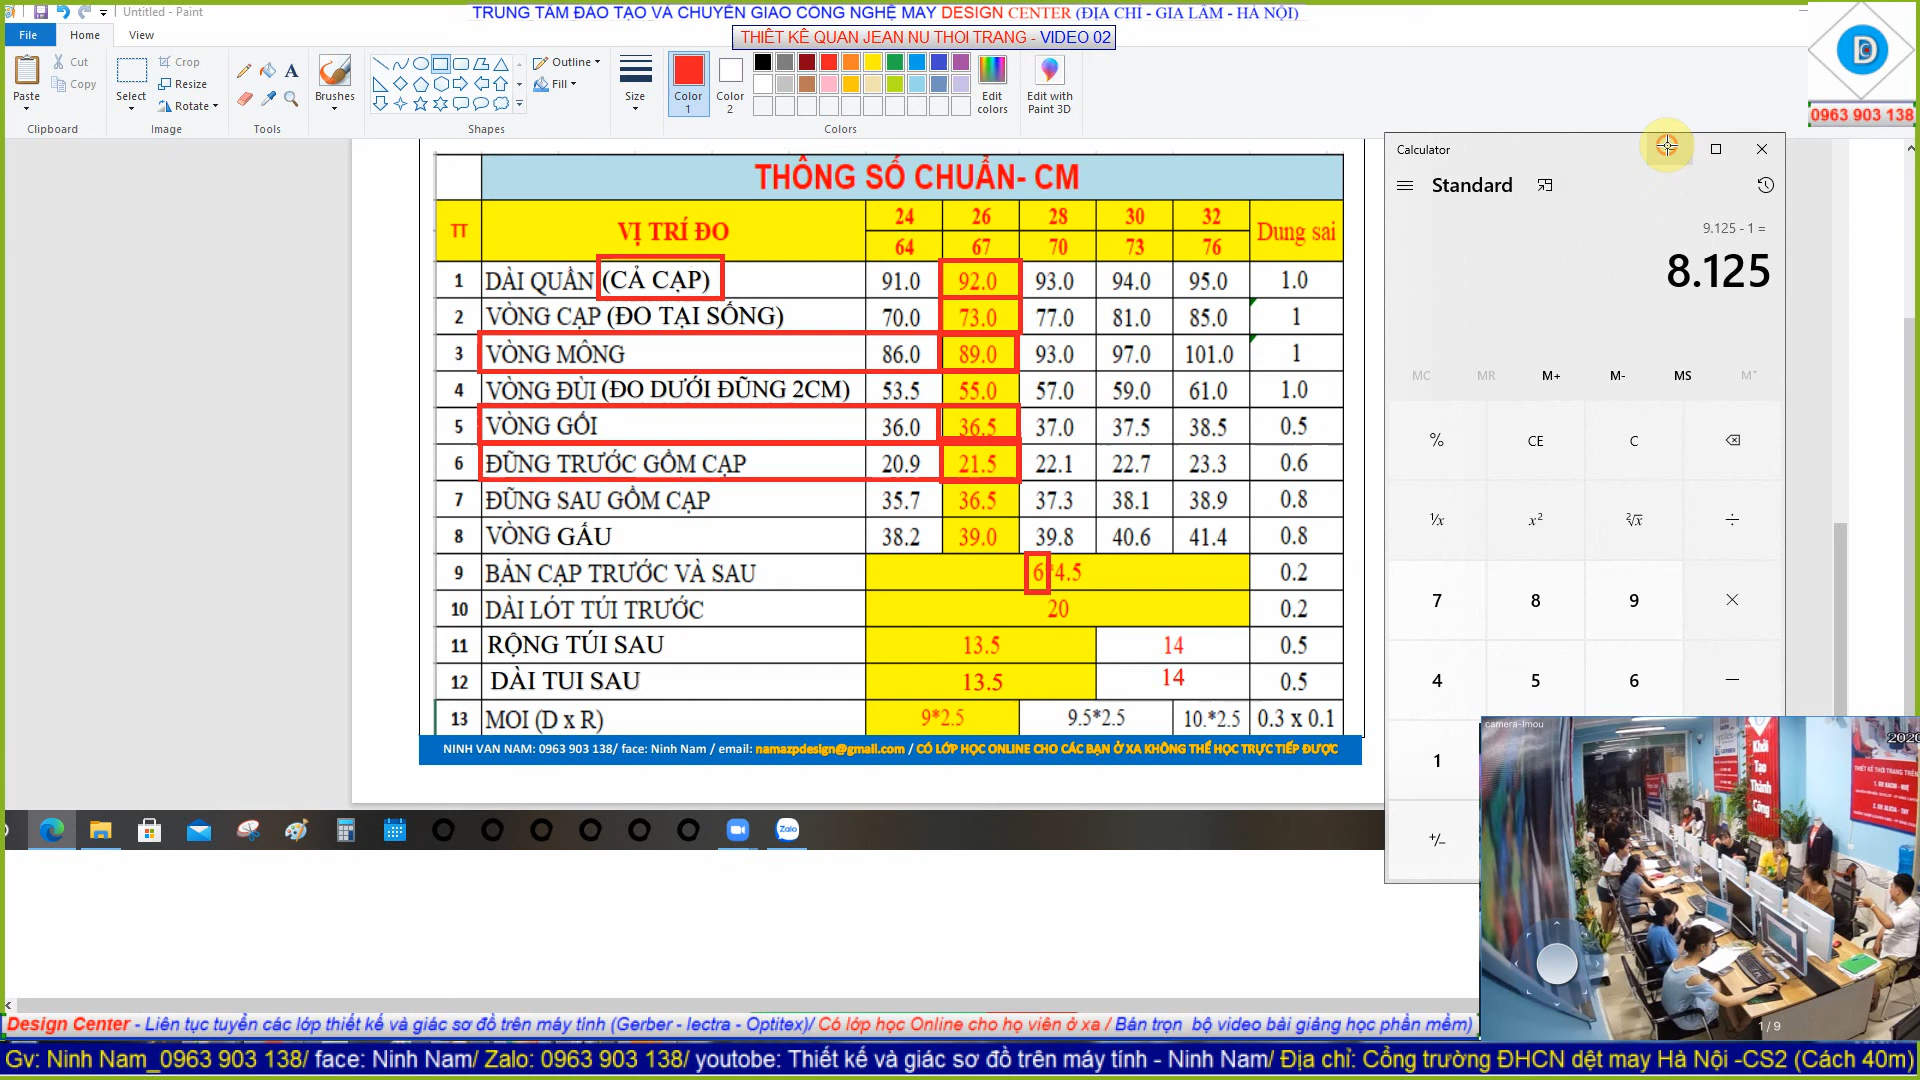 TRUNG TÂM ĐÀO TẠO VÀ CHUYỂN GIAO CÔNG NGHỆ MAY DESIGN CENTER (ĐỊA CHỈ - GIA LÂM - HÀ NỘI)
Untitled - Paint
File Home View
THIẾT KẾ QUẦN JEAN NỮ THỜI TRANG - VIDEO 02
Paste Cut Copy Select Crop Resize Rotate Brushes Outline Fill Size Color 1 Color 2 Edit colors Edit with Paint 3D
Clipboard Image Tools Shapes Colors
0963 903 138
THÔNG SỐ CHUẨN- CM
TT VỊ TRÍ ĐO 24 26 28 30 32 Dung sai
64 67 70 73 76
1 DÀI QUẦN (CẢ CẠP) 91.0 92.0 93.0 94.0 95.0 1.0
2 VÒNG CẠP (ĐO TẠI SỐNG) 70.0 73.0 77.0 81.0 85.0 1
3 VÒNG MÔNG 86.0 89.0 93.0 97.0 101.0 1
4 VÒNG ĐÙI (ĐO DƯỚI ĐŨNG 2CM) 53.5 55.0 57.0 59.0 61.0 1.0
5 VÒNG GỐI 36.0 36.5 37.0 37.5 38.5 0.5
6 ĐŨNG TRƯỚC GỒM CẠP 20.9 21.5 22.1 22.7 23.3 0.6
7 ĐŨNG SAU GỒM CẠP 35.7 36.5 37.3 38.1 38.9 0.8
8 VÒNG GẤU 38.2 39.0 39.8 40.6 41.4 0.8
9 BẢN CẠP TRƯỚC VÀ SAU 6*4.5 0.2
10 DÀI LÓT TÚI TRƯỚC 20 0.2
11 RỘNG TÚI SAU 13.5 14 0.5
12 DÀI TUI SAU 13.5 14 0.5
13 MOI (D x R) 9*2.5 9.5*2.5 10.*2.5 0.3 x 0.1
NINH VAN NAM: 0963 903 138/ face: Ninh Nam / email: namazpdesign@gmail.com / CÓ LỚP HỌC ONLINE CHO CÁC BẠN Ở XA KHÔNG THỂ HỌC TRỰC TIẾP ĐƯỢC
Calculator
Standard
9.125 - 1 =
8.125
MC MR M+ M- MS M˅
% CE C
¹/x x² ²√x ÷
7 8 9 ×
4 5 6 −
1
+/−
Zalo
camera-Imou
2020
Khởi Tạo Thành Công
1 / 9
Design Center - Liên tục tuyển các lớp thiết kế và giác sơ đồ trên máy tính (Gerber - lectra - Optitex)/ Có lớp học Online cho họ viên ở xa / Bán trọn bộ video bài giảng học phần mềm)
Gv: Ninh Nam_0963 903 138/ face: Ninh Nam/ Zalo: 0963 903 138/ youtobe: Thiết kế và giác sơ đồ trên máy tính - Ninh Nam/ Địa chỉ: Cổng trường ĐHCN dệt may Hà Nội -CS2 (Cách 40m)